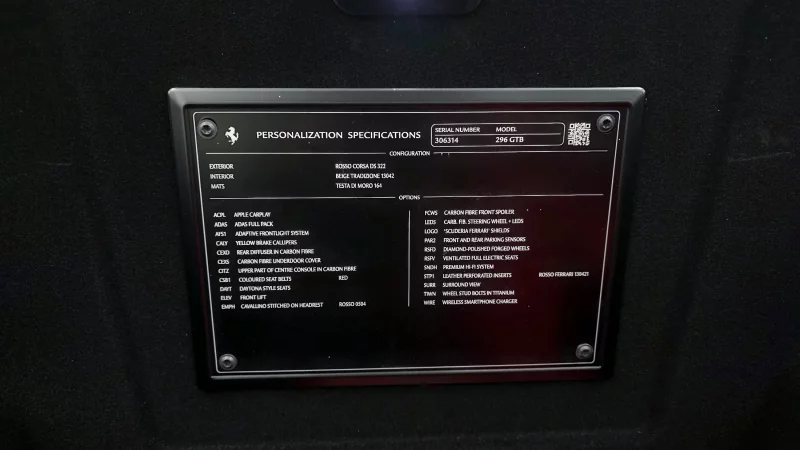 PERSONALIZATION SPECIFICATIONS
SERIAL NUMBER MODEL
306314 296 GTB
CONFIGURATION
EXTERIOR ROSSO CORSA DS 322
INTERIOR BEIGE TRADIZIONE 13042
MATS TESTA DI MORO 164
OPTIONS
ACPL APPLE CARPLAY
ADAS ADAS FULL PACK
AFS1 ADAPTIVE FRONTLIGHT SYSTEM
CALY YELLOW BRAKE CALLIPERS
CEXD REAR DIFFUSER IN CARBON FIBRE
CEXS CARBON FIBRE UNDERDOOR COVER
CITZ UPPER PART OF CENTRE CONSOLE IN CARBON FIBRE
CSB1 COLOURED SEAT BELTS RED
DAYT DAYTONA STYLE SEATS
ELEV FRONT LIFT
EMPH CAVALLINO STITCHED ON HEADREST ROSSO 0504
FCWS CARBON FIBRE FRONT SPOILER
LEDS CARB. FIB. STEERING WHEEL + LEDS
LOGO "SCUDERIA FERRARI" SHIELDS
PAR2 FRONT AND REAR PARKING SENSORS
RSFD DIAMOND-POLISHED FORGED WHEELS
RSFV VENTILATED FULL ELECTRIC SEATS
SNDH PREMIUM HI-FI SYSTEM
STP1 LEATHER PERFORATED INSERTS ROSSO FERRARI 130421
SURR SURROUND VIEW
TIWN WHEEL STUD BOLTS IN TITANIUM
WIRE WIRELESS SMARTPHONE CHARGER